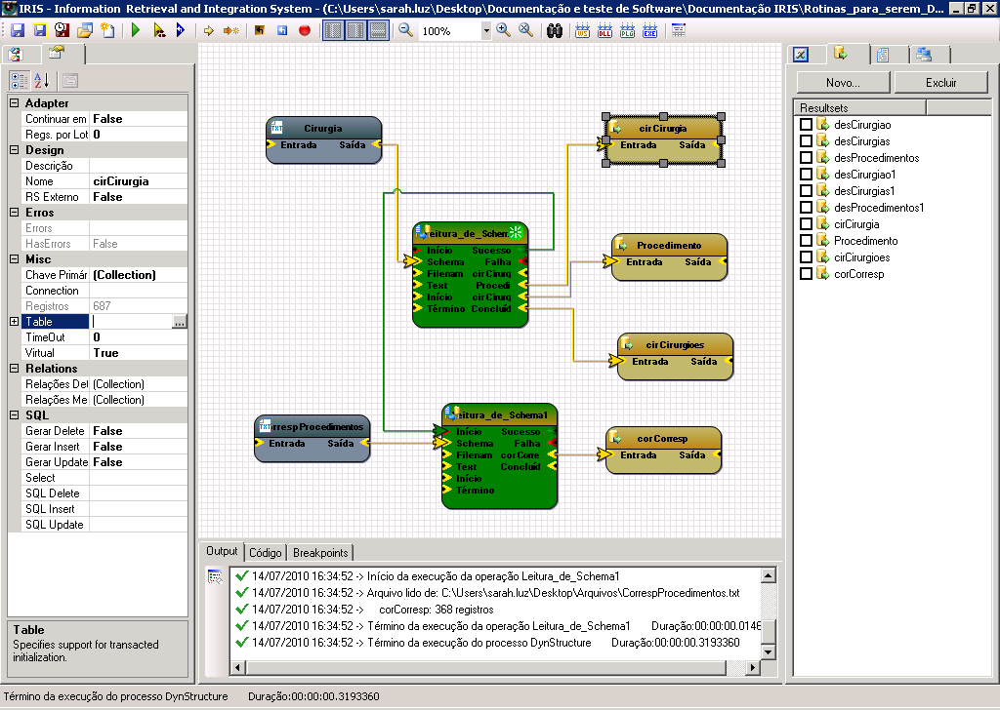 IRIS - Information Retrieval and Integration System - (C:\Users\sarah.luz\Desktop\Documentação e teste de Software\Documentação IRIS\Rotinas_para_serem_D...
100%
WS DLL PLG EXE
Adapter
Continuar em False
Regs. por Lot 0
Design
Descrição
Nome cirCirurgia
RS Externo False
Erros
Errors
HasErrors False
Misc
Chave Primár (Collection)
Connection
Registros 687
Table ...
TimeOut 0
Virtual True
Relations
Relações Det (Collection)
Relações Me (Collection)
SQL
Gerar Delete False
Gerar Insert False
Gerar Update False
Select
SQL Delete
SQL Insert
SQL Update
Table
Specifies support for transacted
initialization.
TXT Cirurgia
Entrada Saída
cirCirurgia
Entrada Saída
eitura_de_Schem
Início Sucesso
Schema Falha
Filenam cirCirurg
Text Procedi
Início cirCirurg
Término Concluíd
Procedimento
Entrada Saída
cirCirurgioes
Entrada Saída
TXT rrespProcedimentos
Entrada Saída
eitura_de_Schema1
Início Sucesso
Schema Falha
Filenam corCorre
Text Concluíd
Início
Término
corCorresp
Entrada Saída
Output Código Breakpoints
14/07/2010 16:34:52 -> Início da execução da operação Leitura_de_Schema1
14/07/2010 16:34:52 -> Arquivo lido de: C:\Users\sarah.luz\Desktop\Arquivos\CorrespProcedimentos.txt
14/07/2010 16:34:52 -> corCorresp: 368 registros
14/07/2010 16:34:52 -> Término da execução da operação Leitura_de_Schema1 Duração:00:00:00.0146
14/07/2010 16:34:52 -> Término da execução do processo DynStructure Duração:00:00:00.3193360
Novo... Excluir
Resultsets
desCirurgiao
desCirurgias
desProcedimentos
desCirurgiao1
desCirurgias1
desProcedimentos1
cirCirurgia
Procedimento
cirCirurgioes
corCorresp
Término da execução do processo DynStructure Duração:00:00:00.3193360